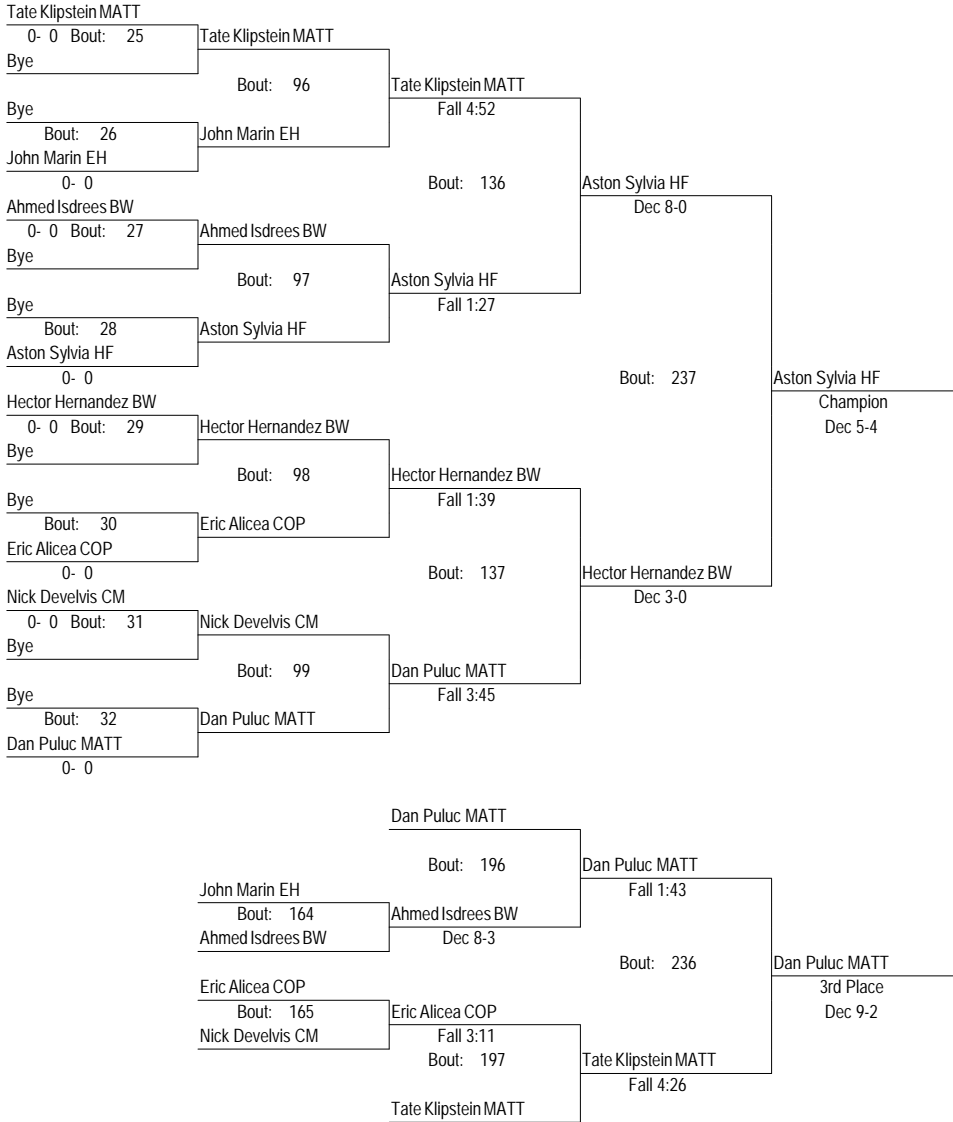 Tate Klipstein MATT
0- 0 Bout: 25
Tate Klipstein MATT
Bye
Bout: 96
Tate Klipstein MATT
Bye
Fall 4:52
Bout: 26
John Marin EH
John Marin EH
0- 0
Bout: 136
Aston Sylvia HF
Ahmed Isdrees BW
Dec 8-0
0- 0 Bout: 27
Ahmed Isdrees BW
Bye
Bout: 97
Aston Sylvia HF
Bye
Fall 1:27
Bout: 28
Aston Sylvia HF
Aston Sylvia HF
0- 0
Bout: 237
Aston Sylvia HF
Hector Hernandez BW
Champion
0- 0 Bout: 29
Hector Hernandez BW
Dec 5-4
Bye
Bout: 98
Hector Hernandez BW
Bye
Fall 1:39
Bout: 30
Eric Alicea COP
Eric Alicea COP
0- 0
Bout: 137
Hector Hernandez BW
Nick Develvis CM
Dec 3-0
0- 0 Bout: 31
Nick Develvis CM
Bye
Bout: 99
Dan Puluc MATT
Bye
Fall 3:45
Bout: 32
Dan Puluc MATT
Dan Puluc MATT
0- 0
Dan Puluc MATT
Bout: 196
Dan Puluc MATT
John Marin EH
Fall 1:43
Bout: 164
Ahmed Isdrees BW
Ahmed Isdrees BW
Dec 8-3
Bout: 236
Dan Puluc MATT
Eric Alicea COP
3rd Place
Bout: 165
Eric Alicea COP
Dec 9-2
Nick Develvis CM
Fall 3:11
Bout: 197
Tate Klipstein MATT
Fall 4:26
Tate Klipstein MATT